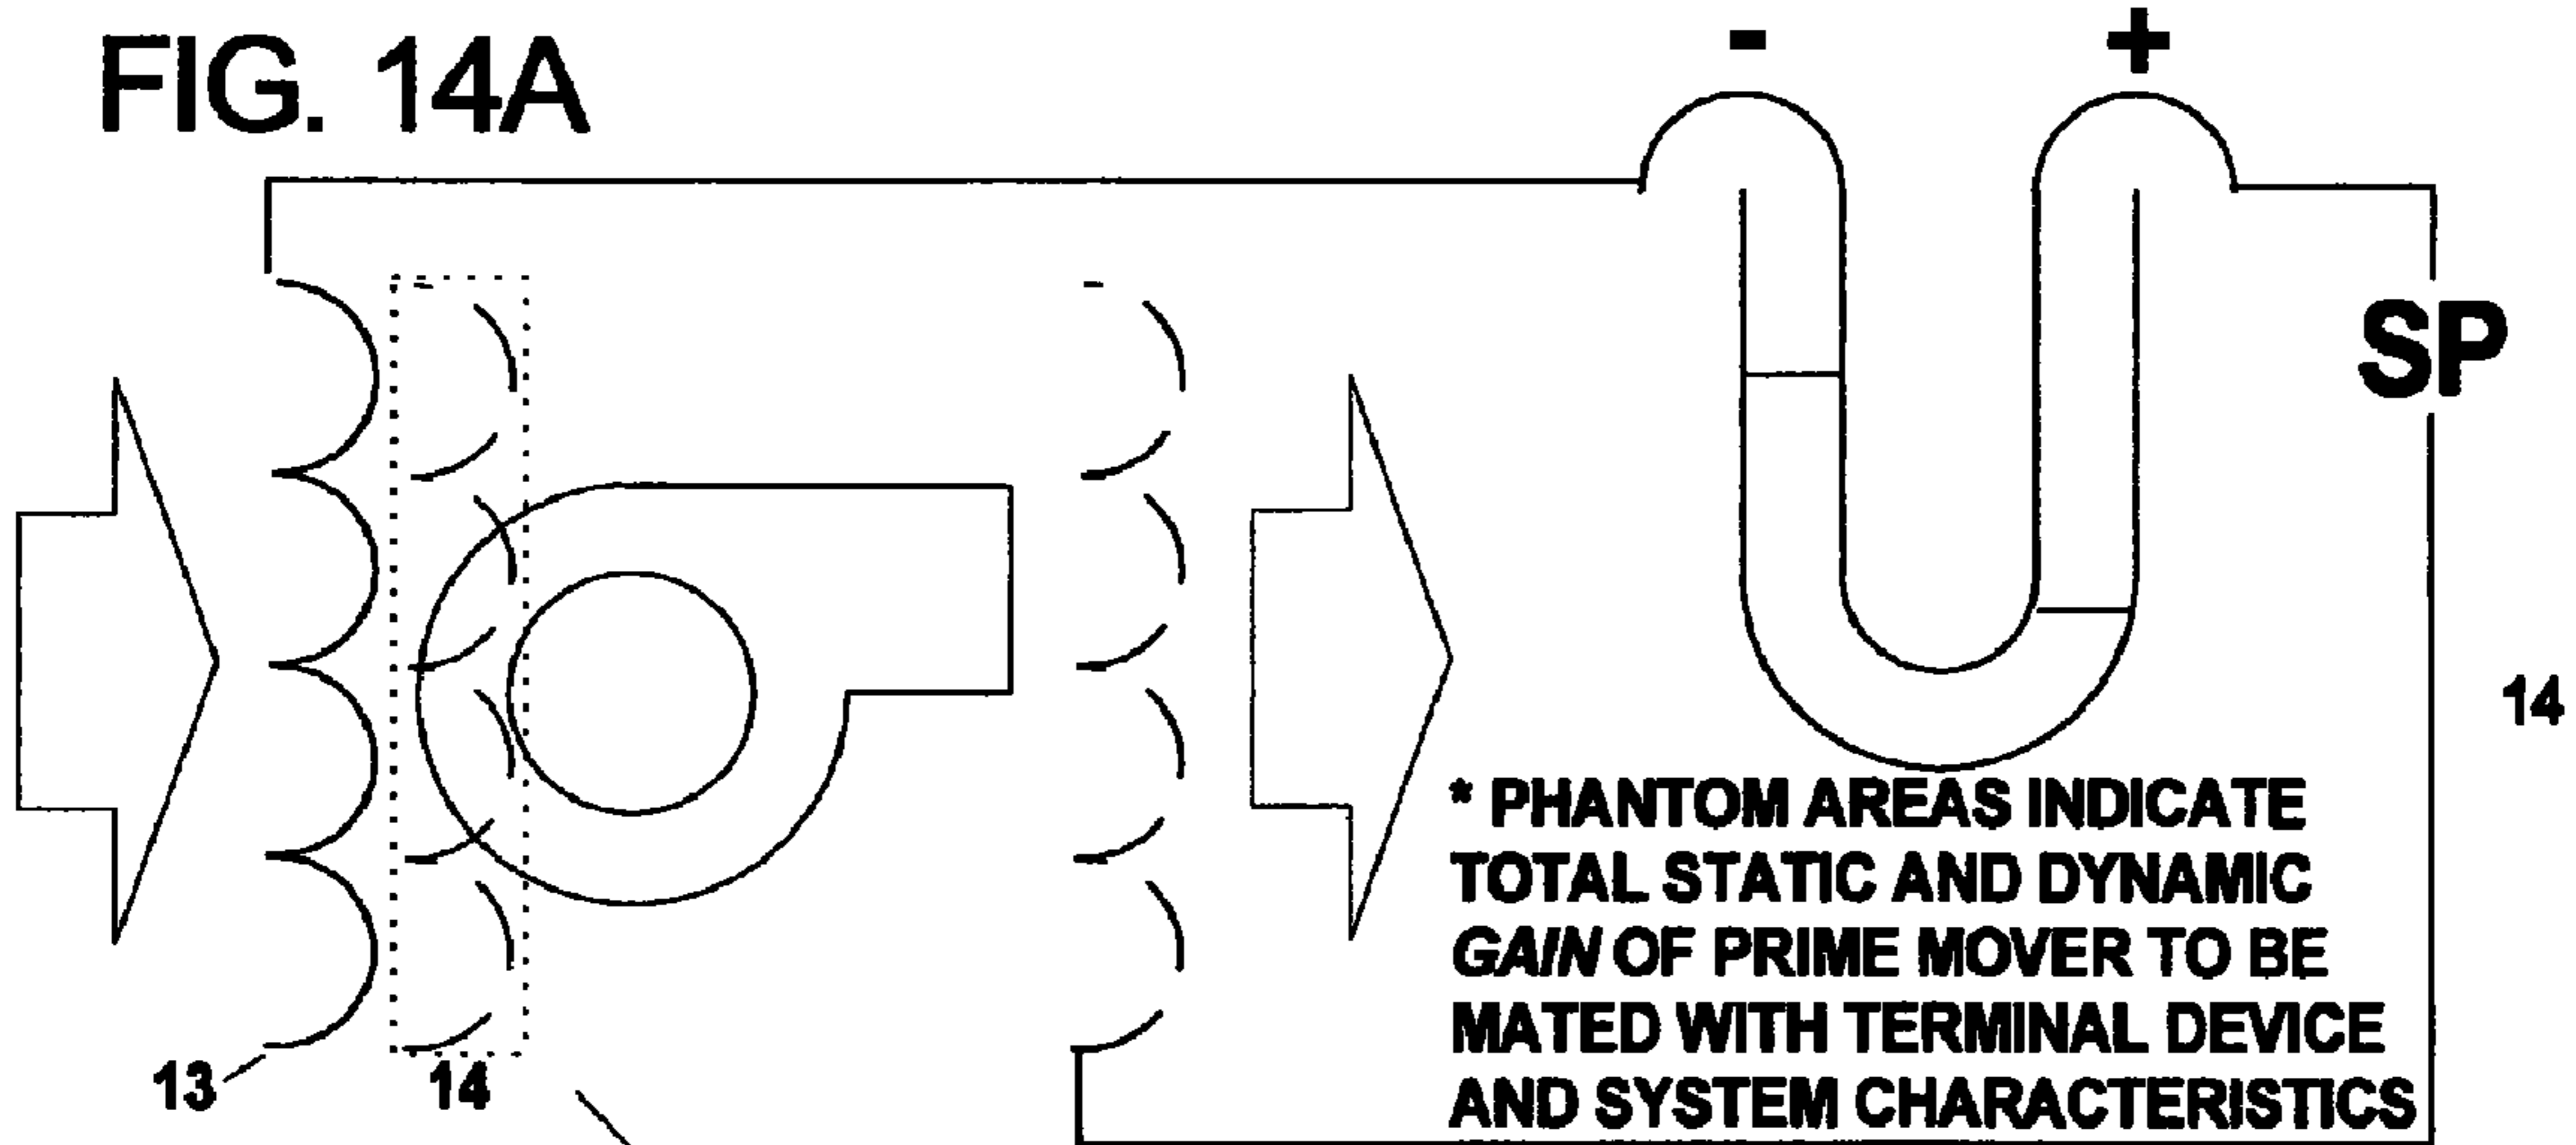 FIG. 14A
- +
SP
14
* PHANTOM AREAS INDICATE
TOTAL STATIC AND DYNAMIC
GAIN OF PRIME MOVER TO BE
MATED WITH TERMINAL DEVICE
AND SYSTEM CHARACTERISTICS
13
14